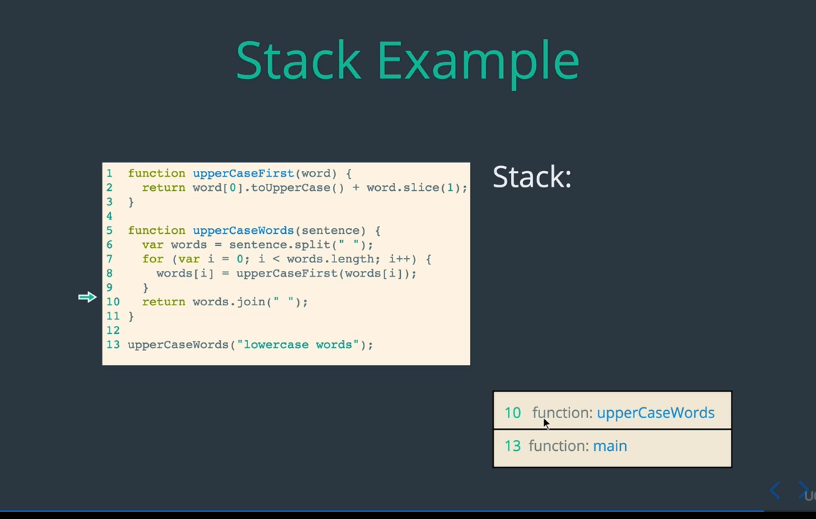 Stack Example
1 function upperCaseFirst(word) {
2 return word[0].toUpperCase() + word.slice(1);
3 }
4
5 function upperCaseWords(sentence) {
6 var words = sentence.split(" ");
7 for (var i = 0; i < words.length; i++) {
8 words[i] = upperCaseFirst(words[i]);
9 }
10 return words.join(" ");
11 }
12
13 upperCaseWords("lowercase words");
Stack:
10 function: upperCaseWords
13 function: main